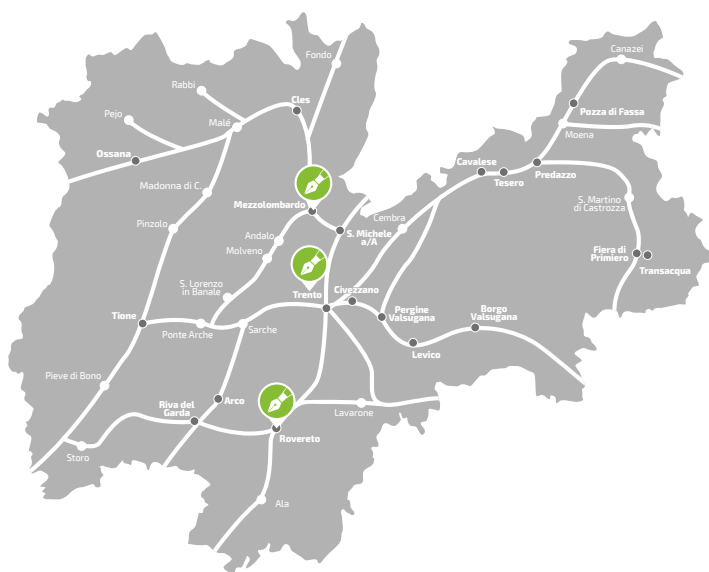 Canazei
Fondo
Rabbi
Cles
Pozza di Fassa
Pejo
Malé
Moena
Ossana
Cavalese
Tesero
Predazzo
Madonna di C.
Mezzolombardo
S. Martino
di Castrozza
Pinzolo
Cembra
Andalo
S. Michele
a/A
Molveno
Fiera di
Primiero
Transacqua
S. Lorenzo
in Banale
Trento
Civezzano
Tione
Ponte Arche
Sarche
Pergine
Valsugana
Borgo
Valsugana
Levico
Pieve di Bono
Riva del
Garda
Arco
Lavarone
Rovereto
Storo
Ala